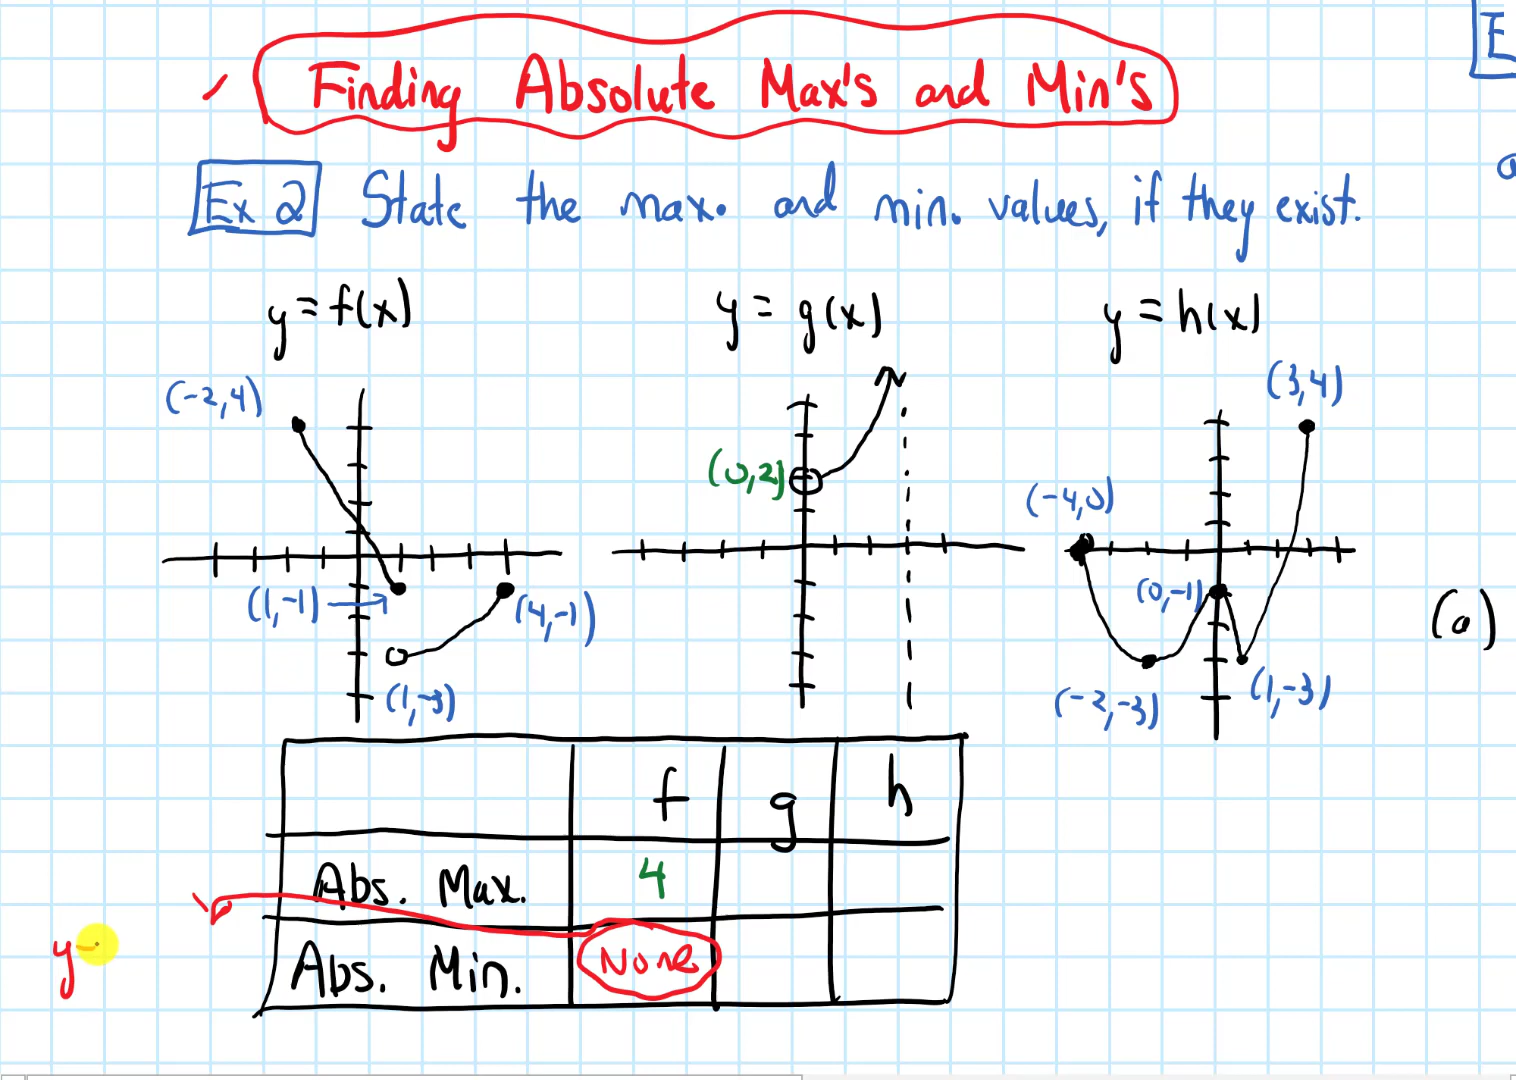 Finding Absolute Max's and Min's
E
Ex 2 State the max. and min. values, if they exist.
y = f(x)
y = g(x)
y = h(x)
(-2,4)
(1,-1)
(4,-1)
(1,-3)
(0,2)
(3,4)
(-4,0)
(0,-1)
(-2,-3)
(1,-3)
(a)
f g h
Abs. Max. 4
Abs. Min. None
y